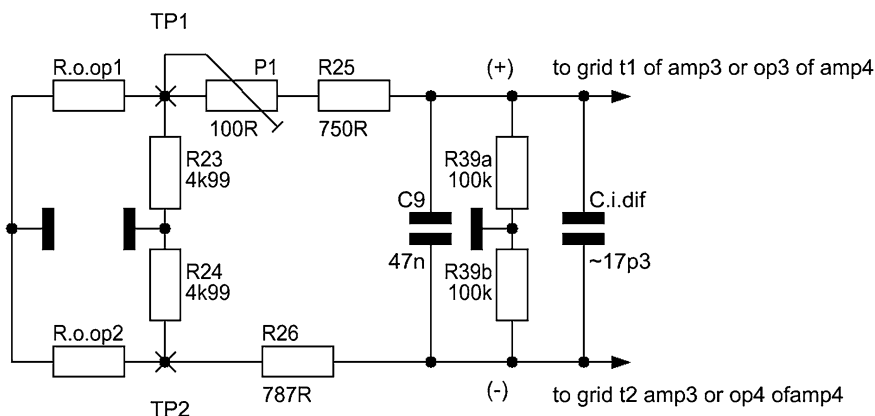 TP1
R.o.op1
P1
R25
(+)
to grid t1 of amp3 or op3 of amp4
100R
750R
R23
4k99
R39a
100k
C9
C.i.dif
47n
~17p3
R24
4k99
R39b
100k
R.o.op2
R26
787R
(-)
to grid t2 amp3 or op4 ofamp4
TP2